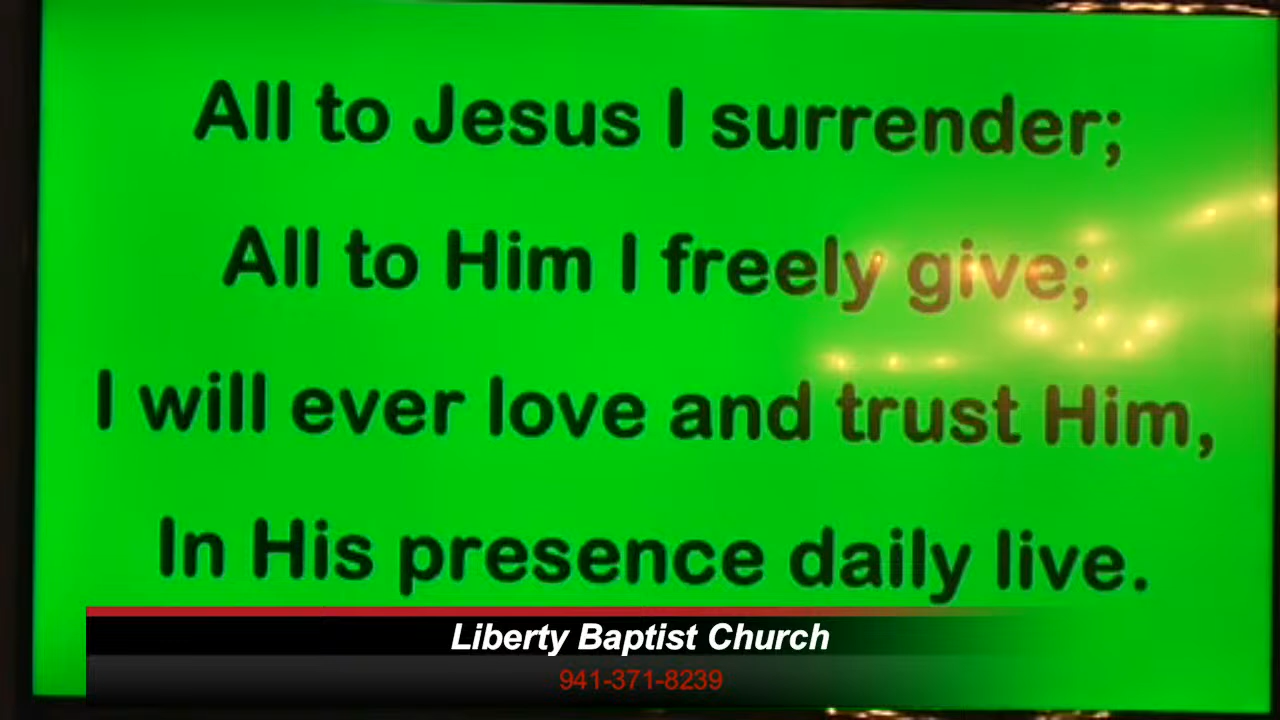 All to Jesus I surrender;
All to Him I freely give;
I will ever love and trust Him,
In His presence daily live.
Liberty Baptist Church
941-371-8239